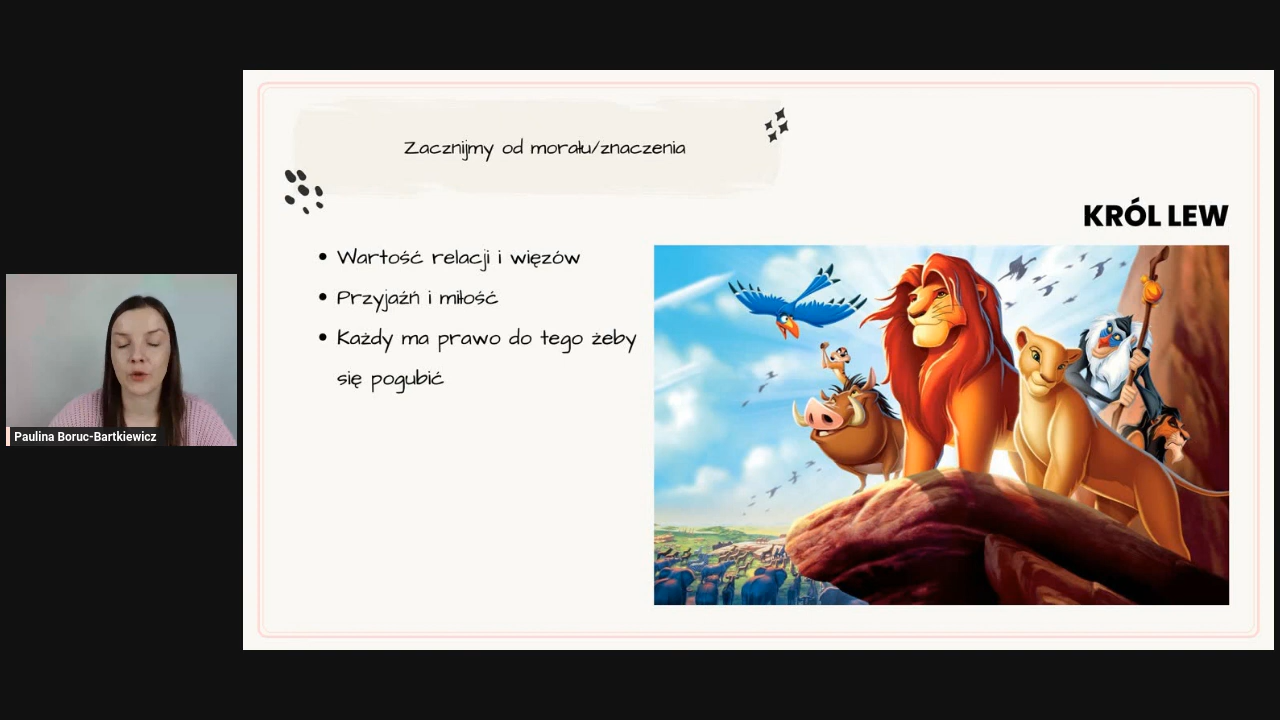 Zacznijmy od morału/znaczenia
KRÓL LEW
• Wartość relacji i więzów
• Przyjaźń i miłość
• Każdy ma prawo do tego żeby
się pogubić
Paulina Boruc-Bartkiewicz